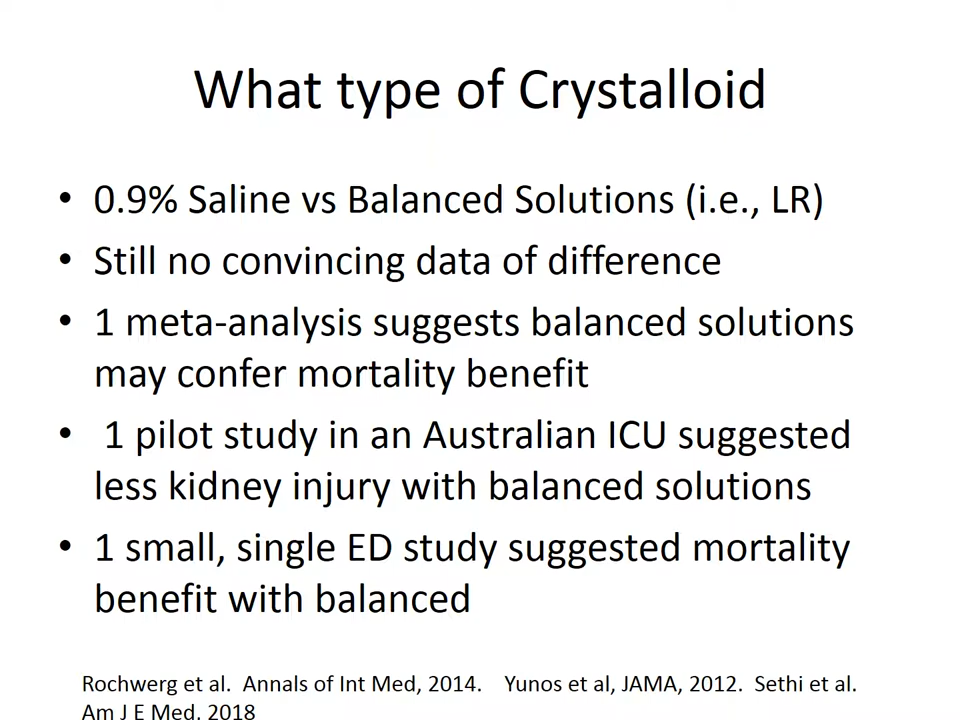 What type of Crystalloid
• 0.9% Saline vs Balanced Solutions (i.e., LR)
• Still no convincing data of difference
• 1 meta-analysis suggests balanced solutions
may confer mortality benefit
• 1 pilot study in an Australian ICU suggested
less kidney injury with balanced solutions
• 1 small, single ED study suggested mortality
benefit with balanced
Rochwerg et al. Annals of Int Med, 2014. Yunos et al, JAMA, 2012. Sethi et al.
Am J E Med. 2018